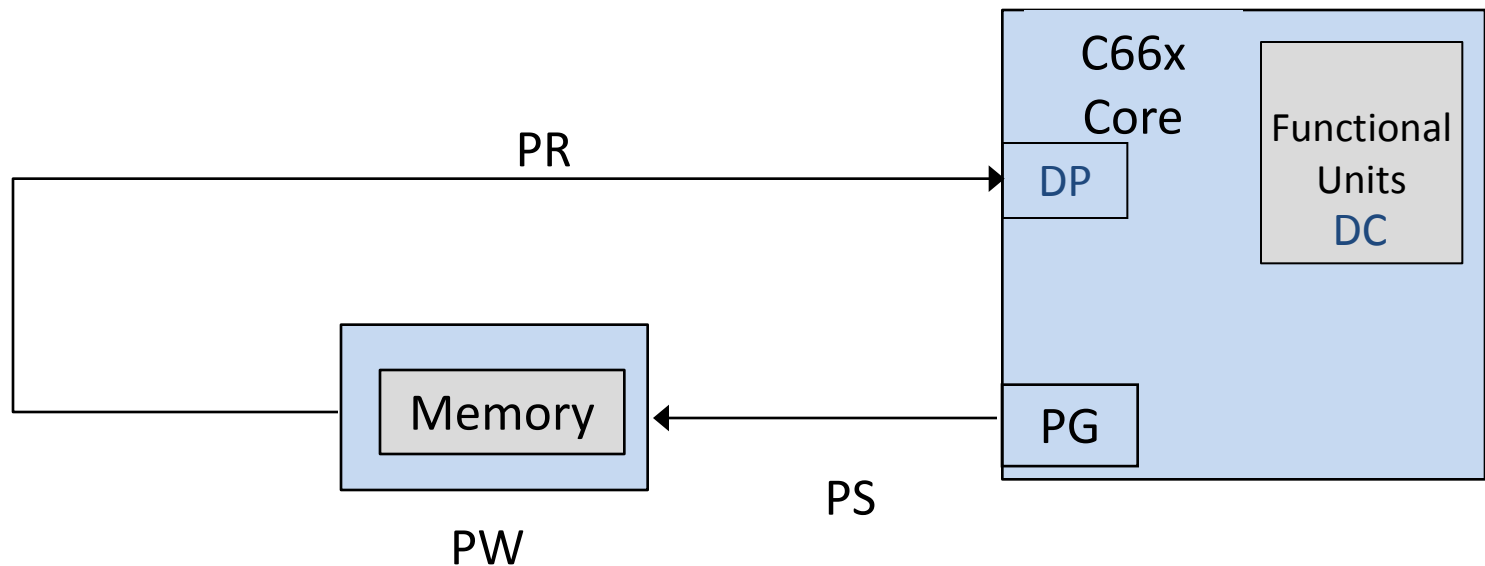 C66x
Core
Functional
Units
DC
PR
DP
Memory
PG
PS
PW